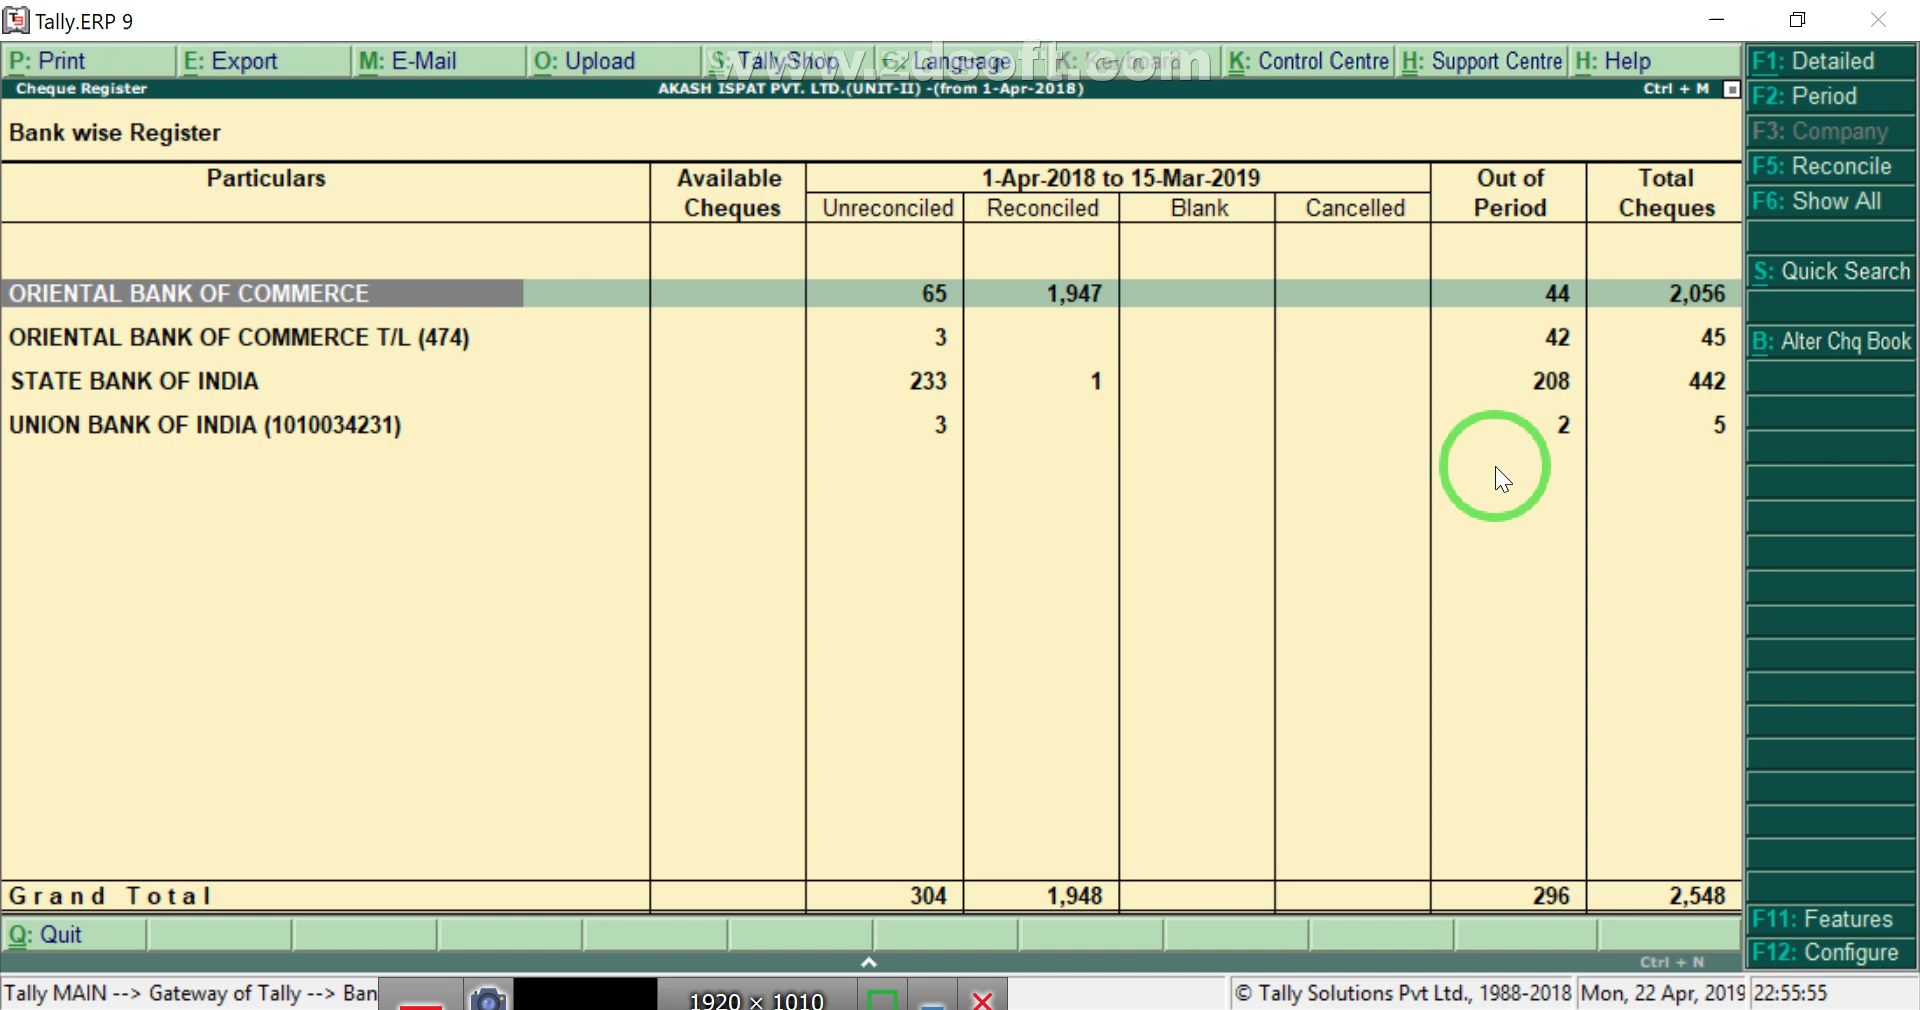 Tally.ERP 9
P: Print E: Export M: E-Mail O: Upload S: TallyShop G: Language K: Keyboard K: Control Centre H: Support Centre H: Help
www.zdsoft.com
Cheque Register AKASH ISPAT PVT. LTD.(UNIT-II) -(from 1-Apr-2018) Ctrl + M
Bank wise Register
Particulars Available Cheques 1-Apr-2018 to 15-Mar-2019 Out of Period Total Cheques
Unreconciled Reconciled Blank Cancelled
ORIENTAL BANK OF COMMERCE 65 1,947 44 2,056
ORIENTAL BANK OF COMMERCE T/L (474) 3 42 45
STATE BANK OF INDIA 233 1 208 442
UNION BANK OF INDIA (1010034231) 3 2 5
Grand Total 304 1,948 296 2,548
Q: Quit
Ctrl + N
F1: Detailed
F2: Period
F3: Company
F5: Reconcile
F6: Show All
S: Quick Search
B: Alter Chq Book
F11: Features
F12: Configure
Tally MAIN --> Gateway of Tally --> Ban 1920 × 1010 © Tally Solutions Pvt Ltd., 1988-2018 Mon, 22 Apr, 2019 22:55:55